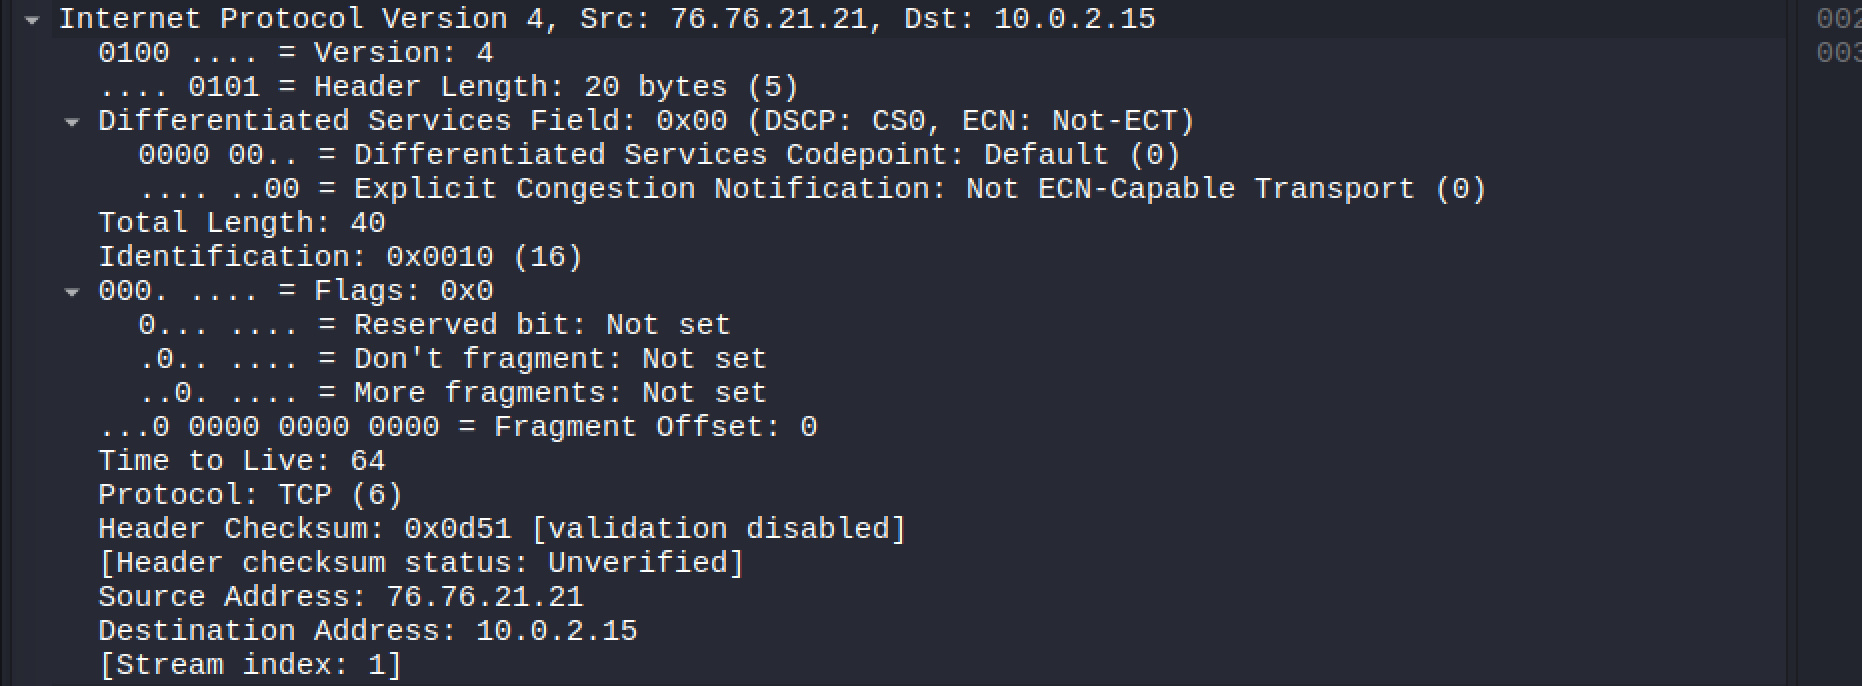 Internet Protocol Version 4, Src: 76.76.21.21, Dst: 10.0.2.15
0100 .... = Version: 4
.... 0101 = Header Length: 20 bytes (5)
Differentiated Services Field: 0x00 (DSCP: CS0, ECN: Not-ECT)
0000 00.. = Differentiated Services Codepoint: Default (0)
.... ..00 = Explicit Congestion Notification: Not ECN-Capable Transport (0)
Total Length: 40
Identification: 0x0010 (16)
000. .... = Flags: 0x0
0... .... = Reserved bit: Not set
.0.. .... = Don't fragment: Not set
..0. .... = More fragments: Not set
...0 0000 0000 0000 = Fragment Offset: 0
Time to Live: 64
Protocol: TCP (6)
Header Checksum: 0x0d51 [validation disabled]
[Header checksum status: Unverified]
Source Address: 76.76.21.21
Destination Address: 10.0.2.15
[Stream index: 1]
002
003